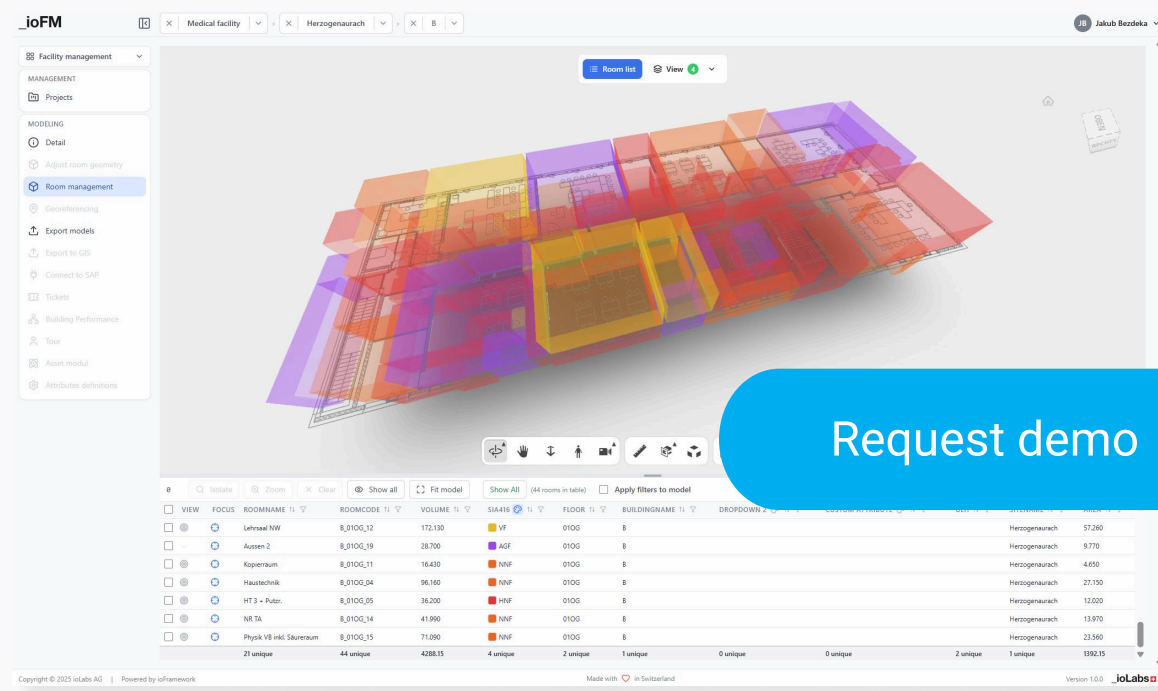 _ioFM
Medical facility
Herzogenaurach
B
JB Jakub Bezdeka
Facility management
MANAGEMENT
Projects
MODELING
Detail
Adjust room geometry
Room management
Georeferencing
Export models
Export to GIS
Connect to SAP
Tickets
Building Performance
Tour
Asset modul
Attributes definitions
Room list View 4
OBEN
Request demo
Isolate Zoom Clear Show all Fit model Show All (44 rooms in table) Apply filters to model
VIEW FOCUS ROOMNAME ROOMCODE VOLUME SIA416 FLOOR BUILDINGNAME DROPDOWN 2
Lehrsaal NW B_01OG_12 172.130 VF 01OG B Herzogenaurach 57.260
Aussen 2 B_01OG_19 28.700 AGF 01OG B Herzogenaurach 9.770
Kopierraum B_01OG_11 16.430 NNF 01OG B Herzogenaurach 4.650
Haustechnik B_01OG_04 96.160 NNF 01OG B Herzogenaurach 27.150
HT 3 + Putzr. B_01OG_05 36.200 HNF 01OG B Herzogenaurach 12.020
NR TA B_01OG_14 41.990 NNF 01OG B Herzogenaurach 13.970
Physik VB inkl. Säureraum B_01OG_15 71.090 NNF 01OG B Herzogenaurach 23.560
21 unique 44 unique 4288.15 4 unique 2 unique 1 unique 0 unique 0 unique 2 unique 1 unique 1392.15
Copyright © 2025 ioLabs AG | Powered by ioFramework Made with in Switzerland Version 1.0.0 _ioLabs